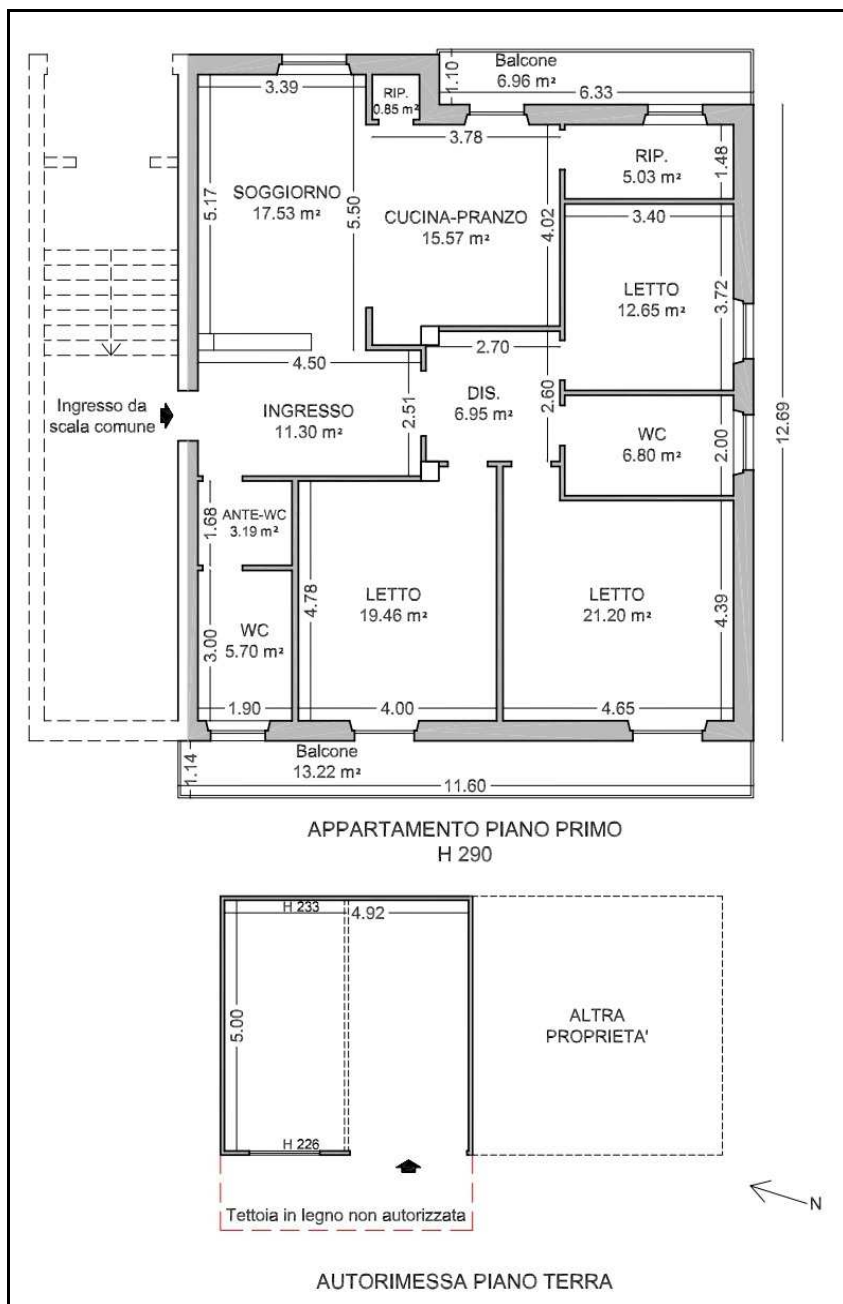 Balcone
6.96 m²
1.10
6.33
3.39
RIP.
0.85 m²
3.78
RIP.
5.03 m²
1.48
SOGGIORNO
17.53 m²
5.17
5.50
CUCINA-PRANZO
15.57 m²
4.02
3.40
LETTO
12.65 m²
3.72
4.50
2.70
Ingresso da
scala comune
INGRESSO
11.30 m²
2.51
DIS.
6.95 m²
2.60
WC
6.80 m²
2.00
12.69
ANTE-WC
3.19 m²
1.68
LETTO
19.46 m²
4.78
LETTO
21.20 m²
4.39
WC
5.70 m²
3.00
1.90
4.00
4.65
Balcone
13.22 m²
1.14
11.60
APPARTAMENTO PIANO PRIMO
H 290
H 233
4.92
5.00
ALTRA
PROPRIETA'
H 226
Tettoia in legno non autorizzata
N
AUTORIMESSA PIANO TERRA